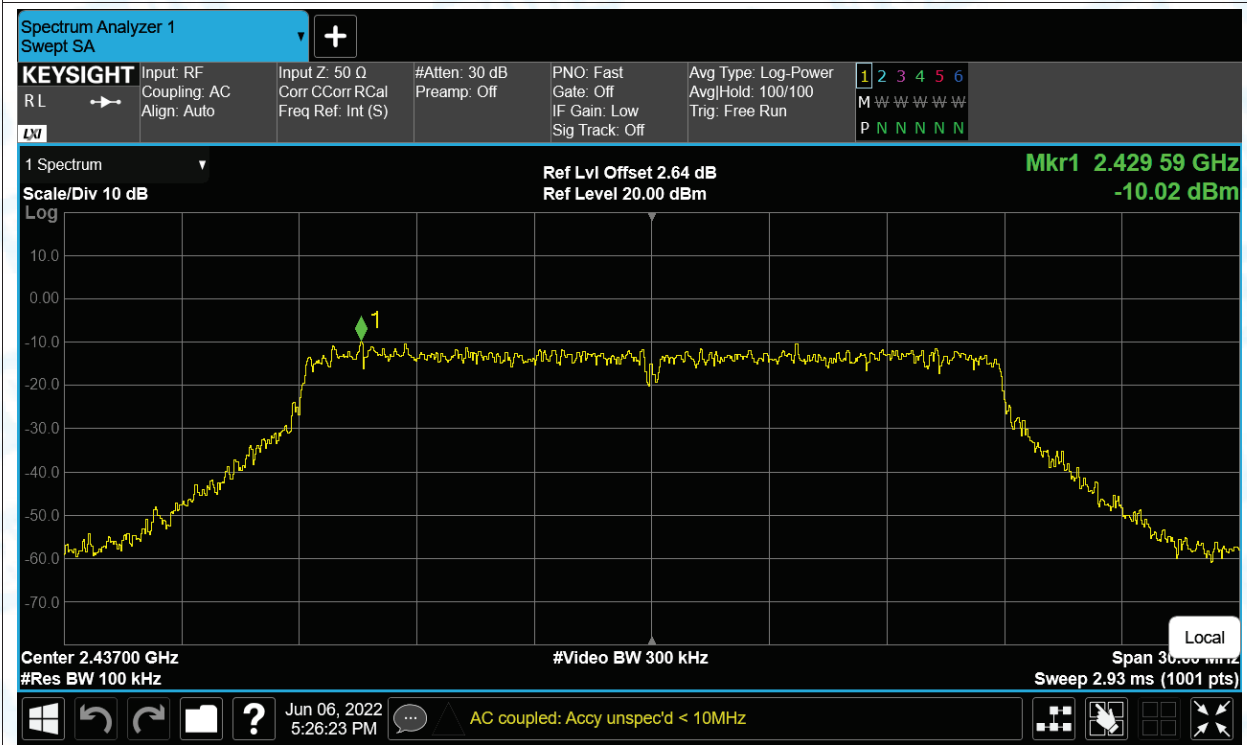 Spectrum Analyzer 1
Swept SA
KEYSIGHT
R L
LXI
Input: RF
Coupling: AC
Align: Auto
Input Z: 50 Ω
Corr CCorr RCal
Freq Ref: Int (S)
#Atten: 30 dB
Preamp: Off
PNO: Fast
Gate: Off
IF Gain: Low
Sig Track: Off
Avg Type: Log-Power
Avg|Hold: 100/100
Trig: Free Run
1 2 3 4 5 6
M W W W W W
P N N N N N
1 Spectrum
Scale/Div 10 dB
Log
Ref Lvl Offset 2.64 dB
Ref Level 20.00 dBm
Mkr1 2.429 59 GHz
-10.02 dBm
10.0
0.00
-10.0
-20.0
-30.0
-40.0
-50.0
-60.0
-70.0
1
Local
Center 2.43700 GHz
#Res BW 100 kHz
#Video BW 300 kHz
Span
Sweep 2.93 ms (1001 pts)
?
Jun 06, 2022
5:26:23 PM
AC coupled: Accy unspec'd < 10MHz